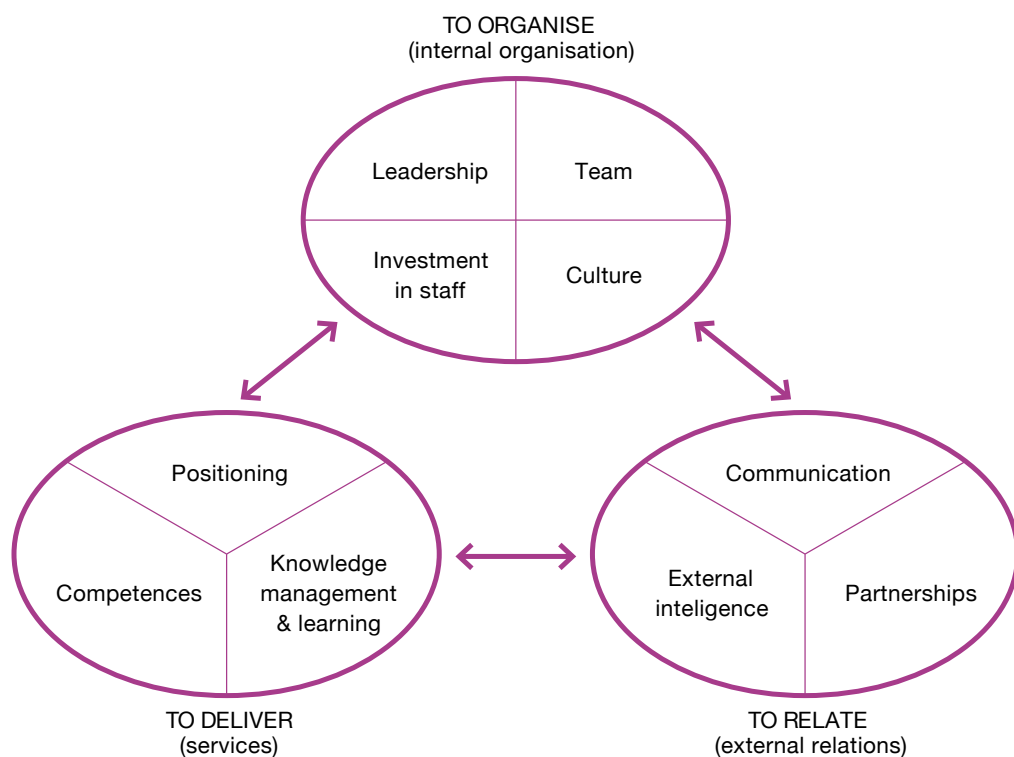 TO ORGANISE
(internal organisation)
Leadership
Team
Investment
in staff
Culture
Positioning
Competences
Knowledge
management
& learning
TO DELIVER
(services)
Communication
External
inteligence
Partnerships
TO RELATE
(external relations)